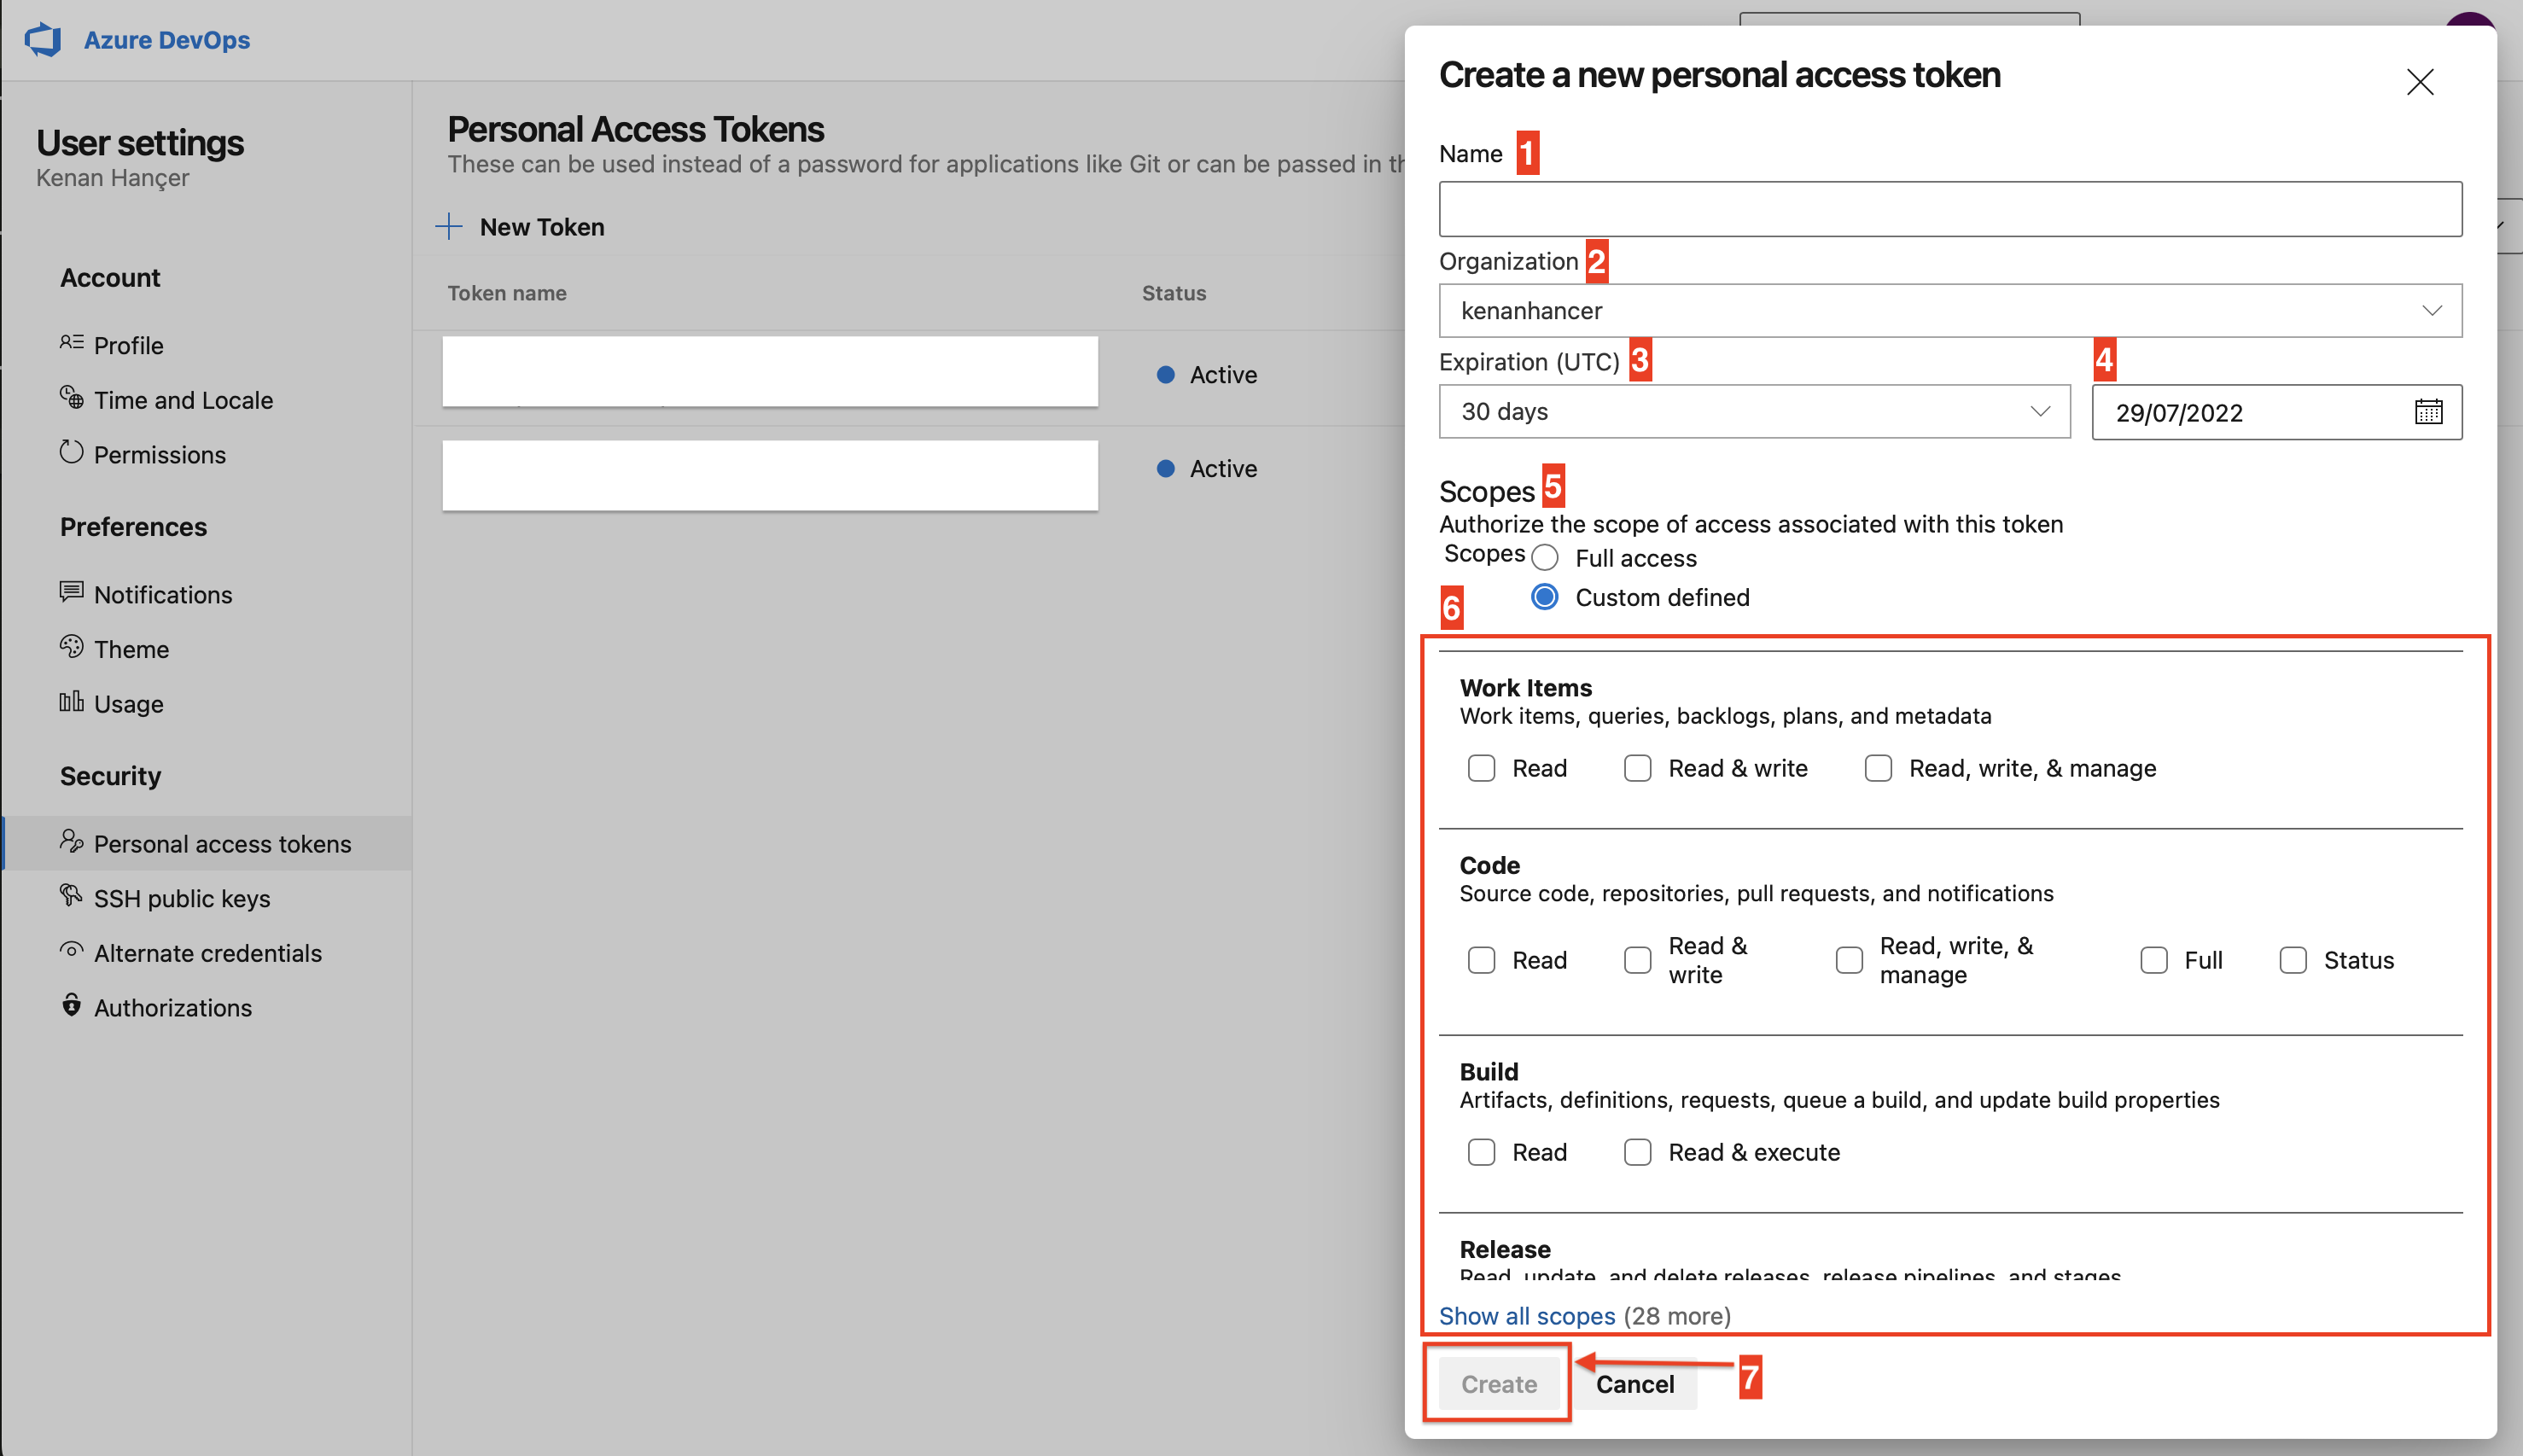 Azure DevOps
User settings
Kenan Hançer
Account
Profile
Time and Locale
Permissions
Preferences
Notifications
Theme
Usage
Security
Personal access tokens
SSH public keys
Alternate credentials
Authorizations
Personal Access Tokens
These can be used instead of a password for applications like Git or can be passed in
New Token
Token name Status
Active
Active
Create a new personal access token
Name 1
Organization 2
kenanhancer
Expiration (UTC) 3 4
30 days 29/07/2022
Scopes 5
Authorize the scope of access associated with this token
Scopes Full access
6 Custom defined
Work Items
Work items, queries, backlogs, plans, and metadata
Read Read & write Read, write, & manage
Code
Source code, repositories, pull requests, and notifications
Read Read & write Read, write, & manage Full Status
Build
Artifacts, definitions, requests, queue a build, and update build properties
Read Read & execute
Release
Read, update, and delete releases, release pipelines, and stages
Show all scopes (28 more)
Create Cancel 7